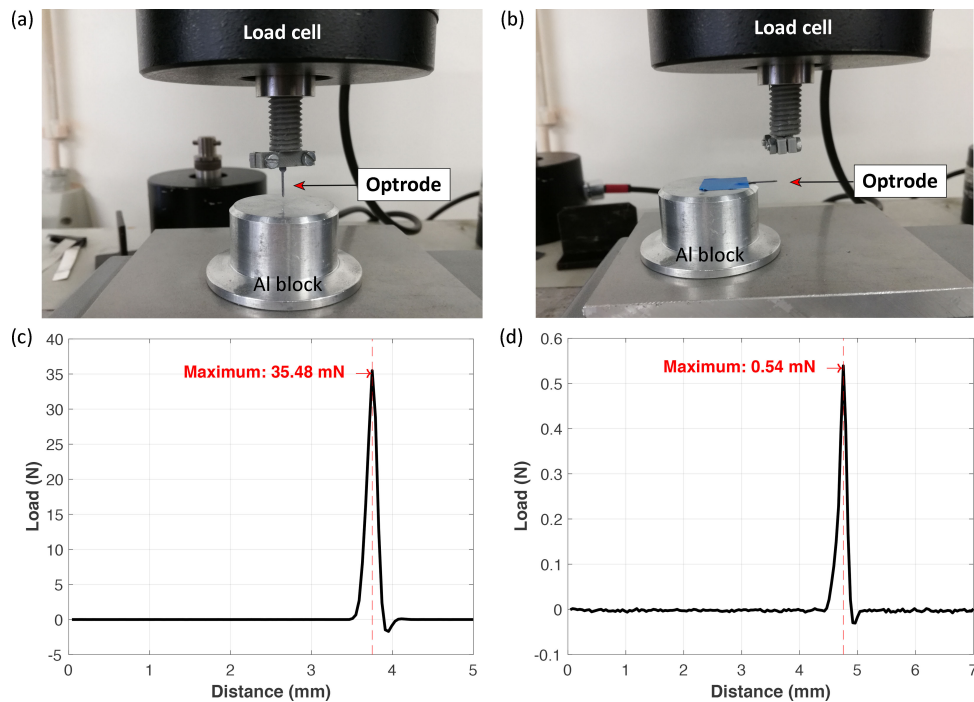 (a)
Load cell
Optrode
Al block
(b)
Load cell
Optrode
Al block
(c)
40
35
30
25
20
15
10
5
0
-5
Load (N)
Maximum: 35.48 mN
0 1 2 3 4 5
Distance (mm)
(d)
0.6
0.5
0.4
0.3
0.2
0.1
0
-0.1
Load (N)
Maximum: 0.54 mN
0 1 2 3 4 5 6 7
Distance (mm)